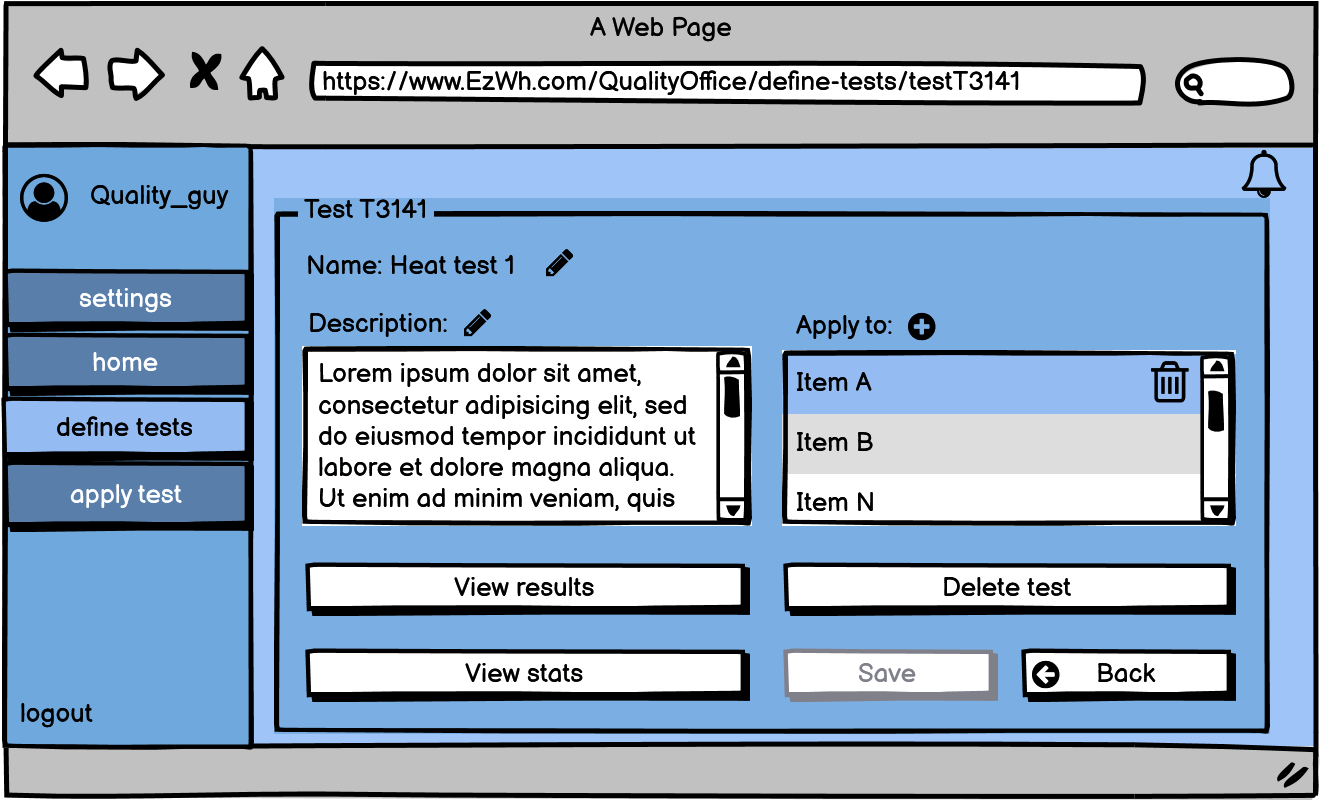 A Web Page
https://www.EzWh.com/QualityOffice/define-tests/testT3141
Quality_guy
settings
home
define tests
apply test
logout
Test T3141
Name: Heat test 1
Description:
Lorem ipsum dolor sit amet,
consectetur adipisicing elit, sed
do eiusmod tempor incididunt ut
labore et dolore magna aliqua.
Ut enim ad minim veniam, quis
Apply to:
Item A
Item B
Item N
View results
Delete test
View stats
Save
Back